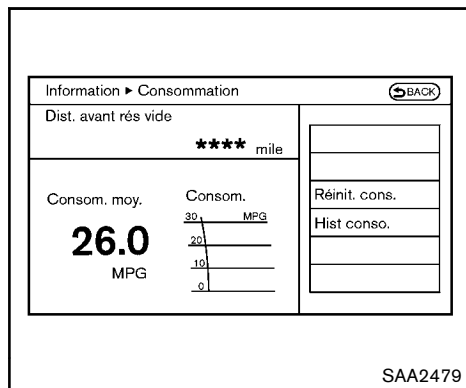 Information ▶ Consommation
BACK
Dist. avant rés vide
**** mile
Consom. moy.
26.0
MPG
Consom.
30 MPG
20
10
0
Réinit. cons.
Hist conso.
SAA2479